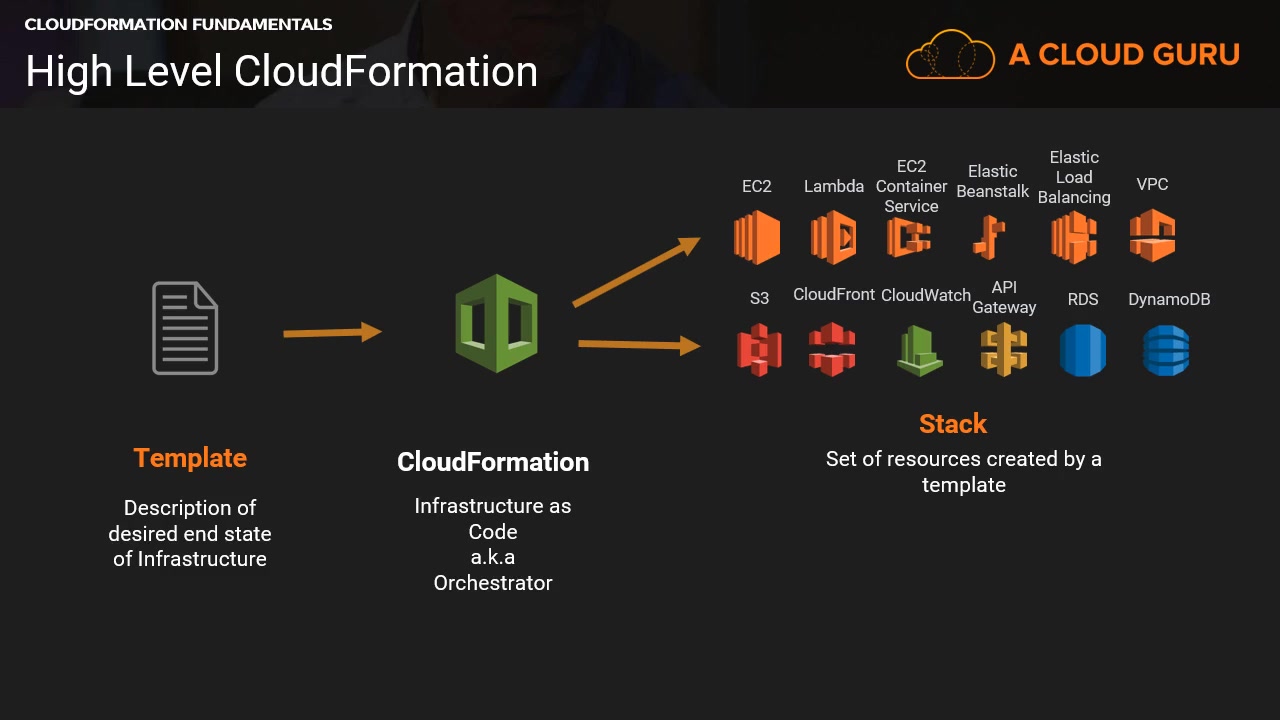 CLOUDFORMATION FUNDAMENTALS
High Level CloudFormation
A CLOUD GURU
EC2
Lambda
EC2
Container
Service
Elastic
Beanstalk
Elastic
Load
Balancing
VPC
S3
CloudFront
CloudWatch
API
Gateway
RDS
DynamoDB
Template
Description of
desired end state
of Infrastructure
CloudFormation
Infrastructure as
Code
a.k.a
Orchestrator
Stack
Set of resources created by a
template